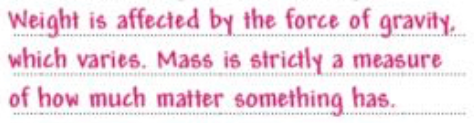 Weight is affected by the force of gravity,
which varies. Mass is strictly a measure
of how much matter something has.